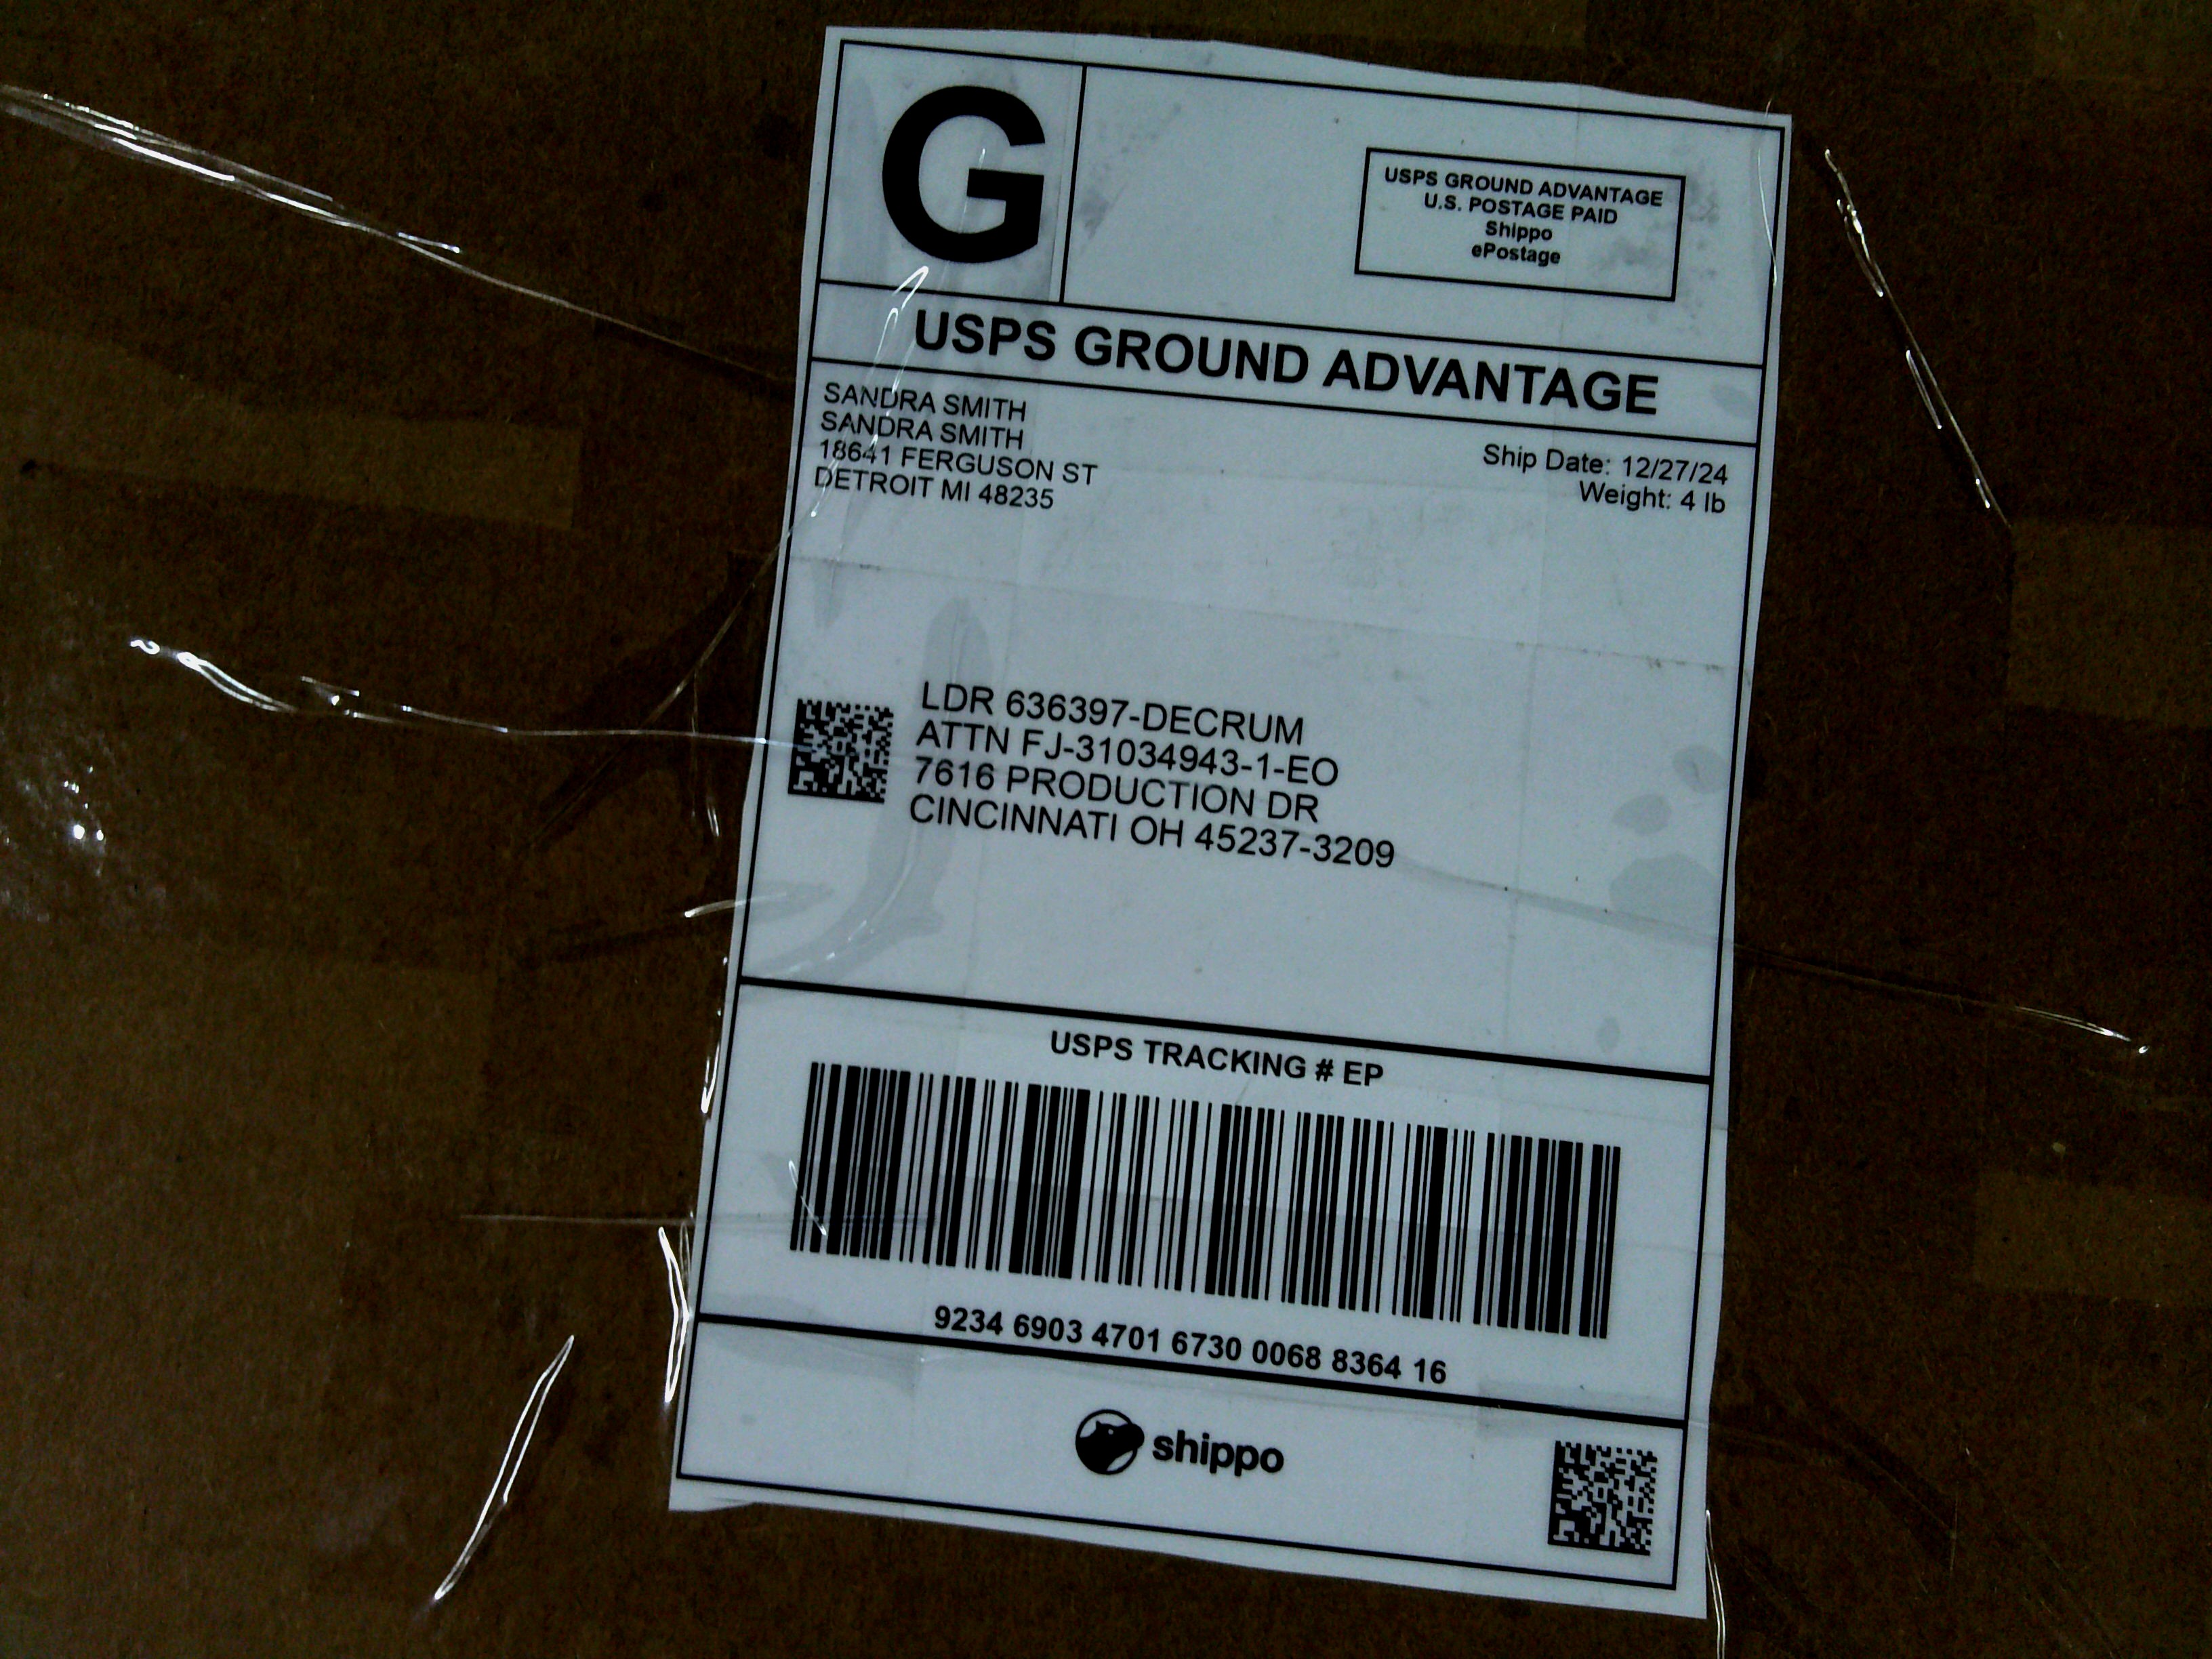 G
USPS GROUND ADVANTAGE
U.S. POSTAGE PAID
Shippo
ePostage
USPS GROUND ADVANTAGE
SANDRA SMITH
SANDRA SMITH
18641 FERGUSON ST
DETROIT MI 48235
Ship Date: 12/27/24
Weight: 4 lb
LDR 636397-DECRUM
ATTN FJ-31034943-1-EO
7616 PRODUCTION DR
CINCINNATI OH 45237-3209
USPS TRACKING # EP
9234 6903 4701 6730 0068 8364 16
shippo